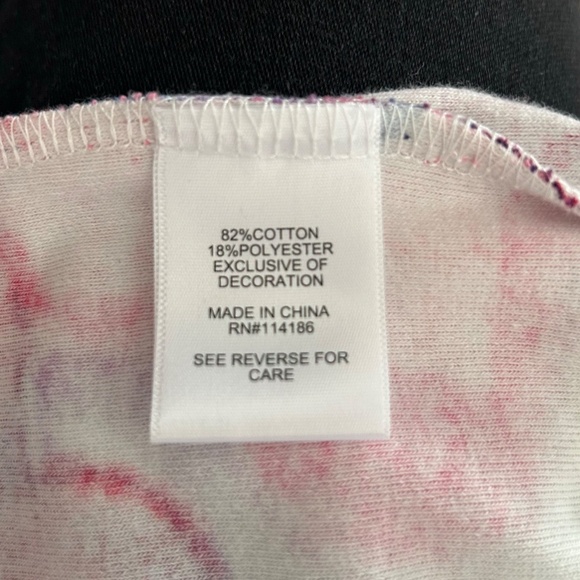 82%COTTON
18%POLYESTER
EXCLUSIVE OF
DECORATION
MADE IN CHINA
RN#114186
SEE REVERSE FOR
CARE